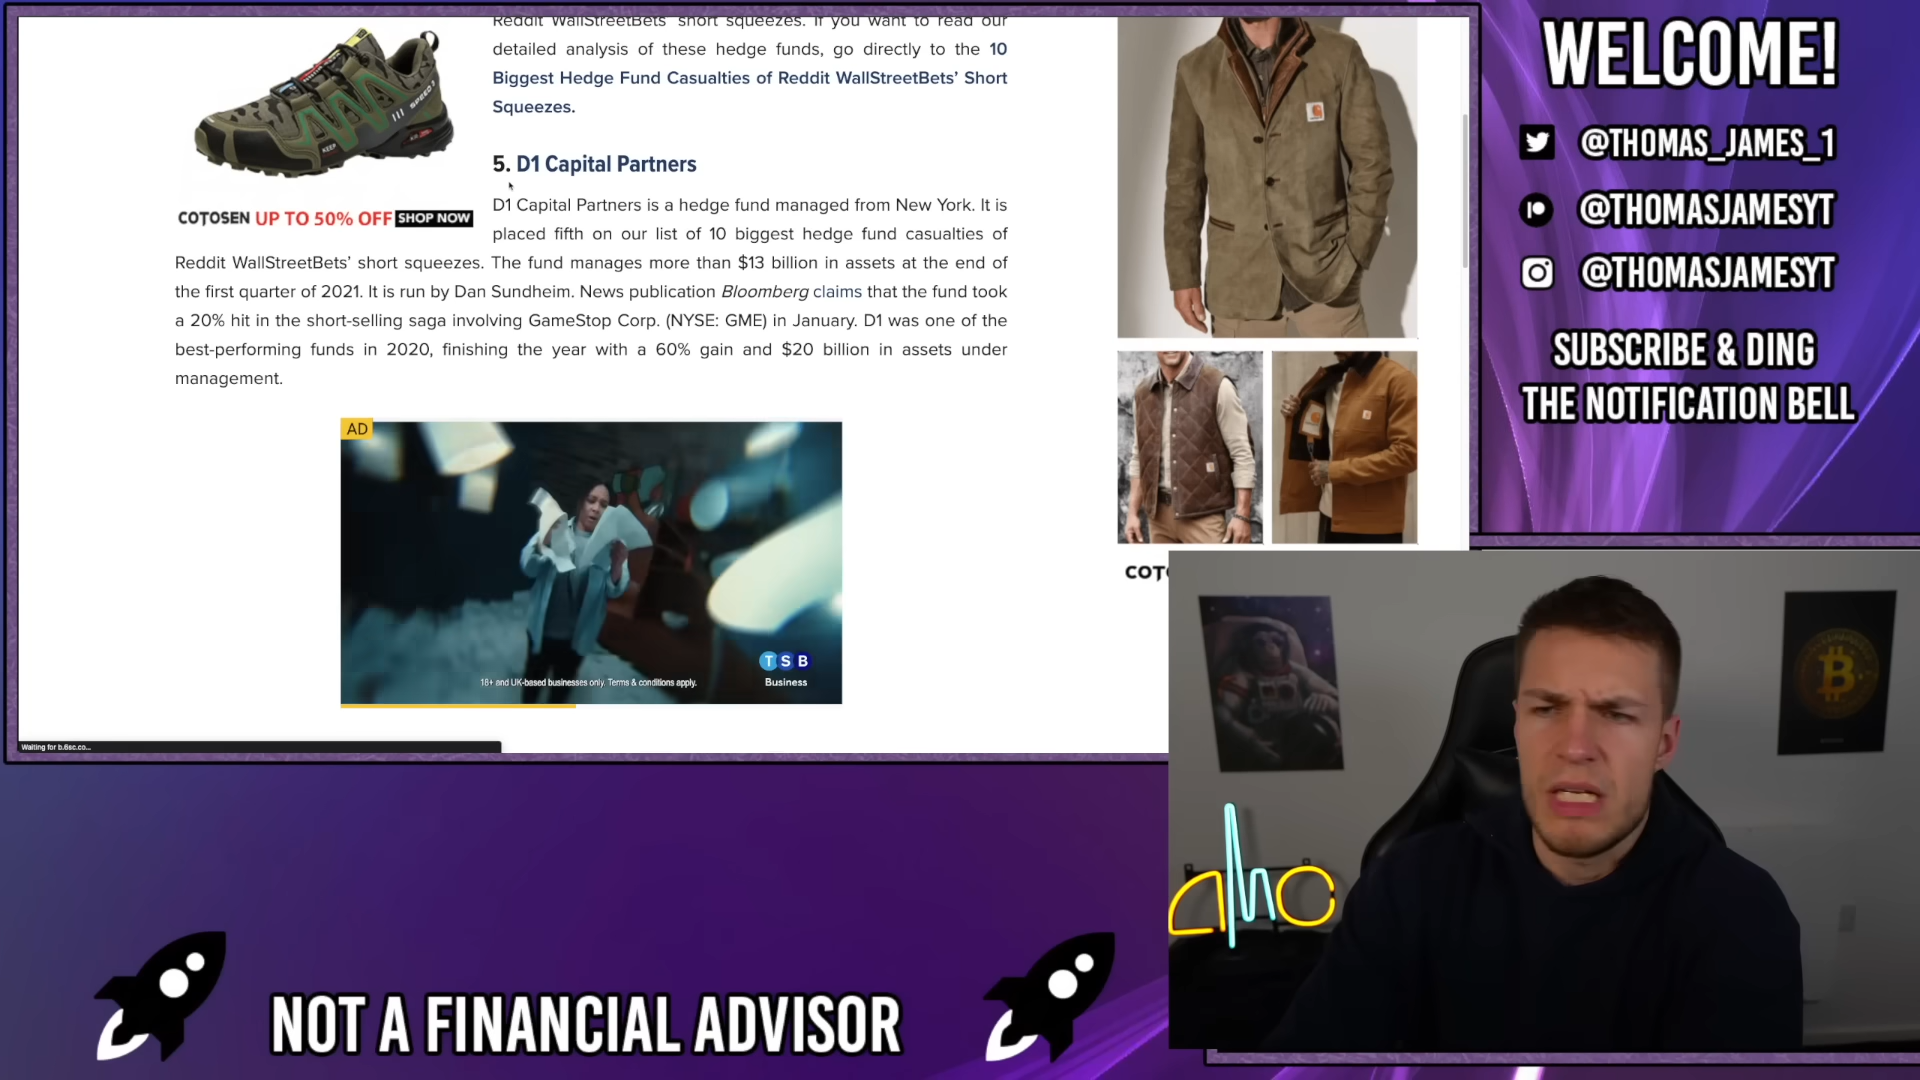 Reddit WallStreetBets' short squeezes. If you want to read our
detailed analysis of these hedge funds, go directly to the 10
Biggest Hedge Fund Casualties of Reddit WallStreetBets’ Short
Squeezes.
5. D1 Capital Partners
D1 Capital Partners is a hedge fund managed from New York. It is
placed fifth on our list of 10 biggest hedge fund casualties of
Reddit WallStreetBets’ short squeezes. The fund manages more than $13 billion in assets at the end of
the first quarter of 2021. It is run by Dan Sundheim. News publication Bloomberg claims that the fund took
a 20% hit in the short-selling saga involving GameStop Corp. (NYSE: GME) in January. D1 was one of the
best-performing funds in 2020, finishing the year with a 60% gain and $20 billion in assets under
management.
SPEED
KEEP
COTOSEN UP TO 50% OFF SHOP NOW
AD
TSB
Business
18+ and UK-based businesses only. Terms & conditions apply.
Waiting for b.6sc.co...
COTO
WELCOME!
@THOMAS_JAMES_1
@THOMASJAMESYT
@THOMASJAMESYT
SUBSCRIBE & DING
THE NOTIFICATION BELL
NOT A FINANCIAL ADVISOR